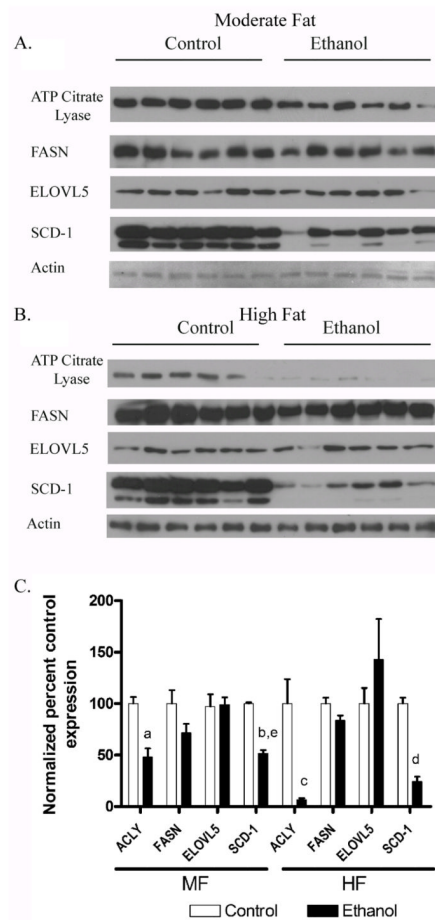 Moderate Fat
A.
Control
Ethanol
ATP Citrate
Lyase
FASN
ELOVL5
SCD-1
Actin
B.
High Fat
Control
Ethanol
ATP Citrate
Lyase
FASN
ELOVL5
SCD-1
Actin
C.
Normalized percent control
expression
200
150
100
50
0
a
b,e
c
d
ACLY
FASN
ELOVL5
SCD-1
ACLY
FASN
ELOVL5
SCD-1
MF
HF
Control
Ethanol